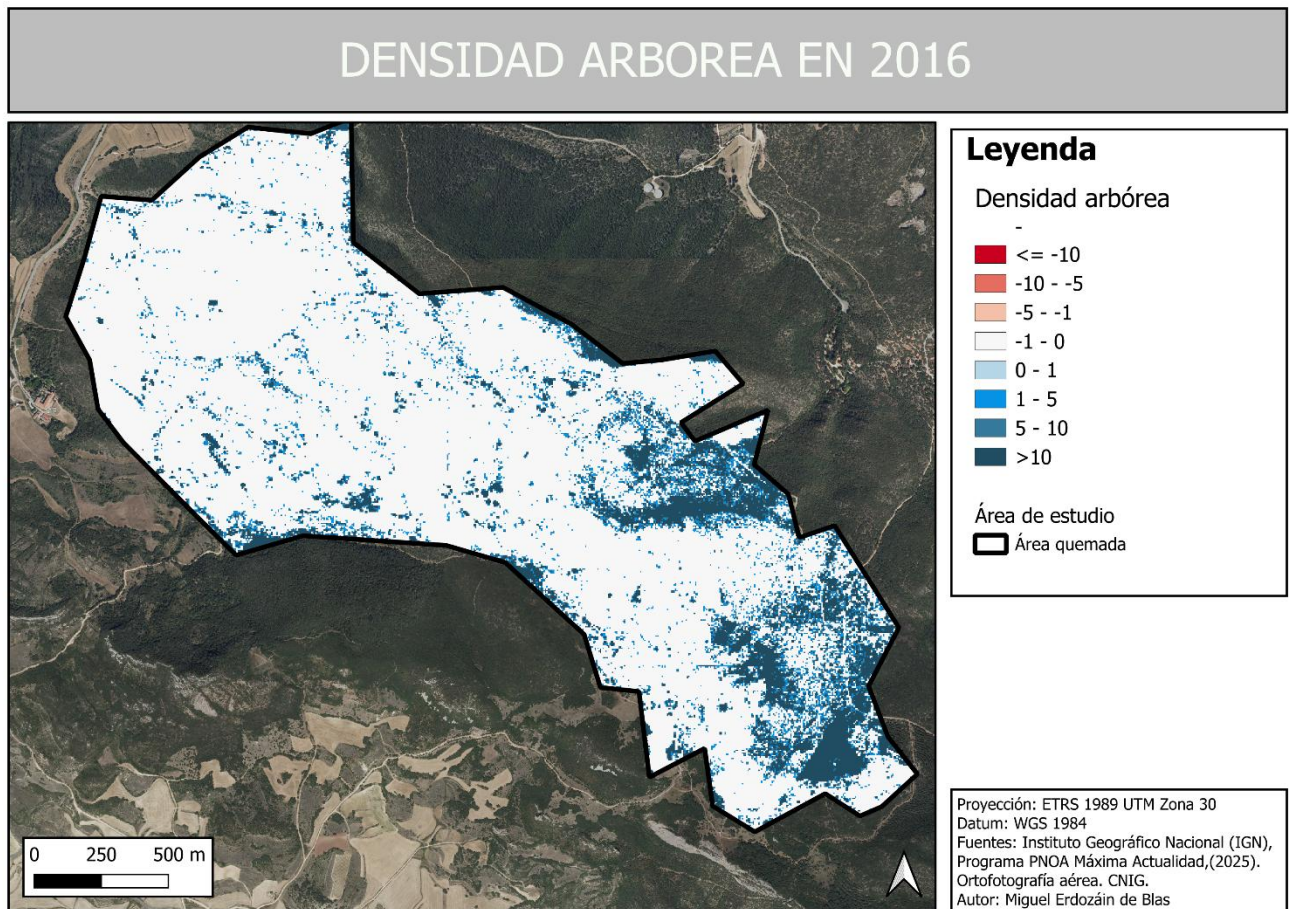 DENSIDAD ARBOREA EN 2016
Leyenda
Densidad arbórea
-
<= -10
-10 - -5
-5 - -1
-1 - 0
0 - 1
1 - 5
5 - 10
>10
Área de estudio
Área quemada
0 250 500 m
Proyección: ETRS 1989 UTM Zona 30
Datum: WGS 1984
Fuentes: Instituto Geográfico Nacional (IGN),
Programa PNOA Máxima Actualidad,(2025).
Ortofotografía aérea. CNIG.
Autor: Miguel Erdozáin de Blas